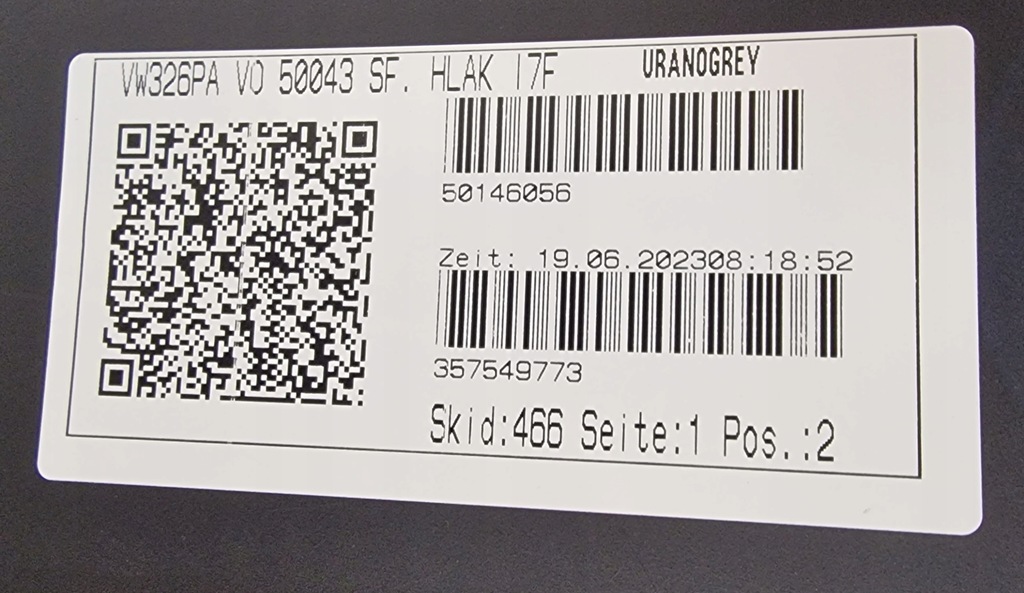 VW326PA VO 50043 SF. HLAK I7F
URANOGREY
50146056
Zeit: 19.06.202308:18:52
357549773
Skid:466 Seite:1 Pos.:2